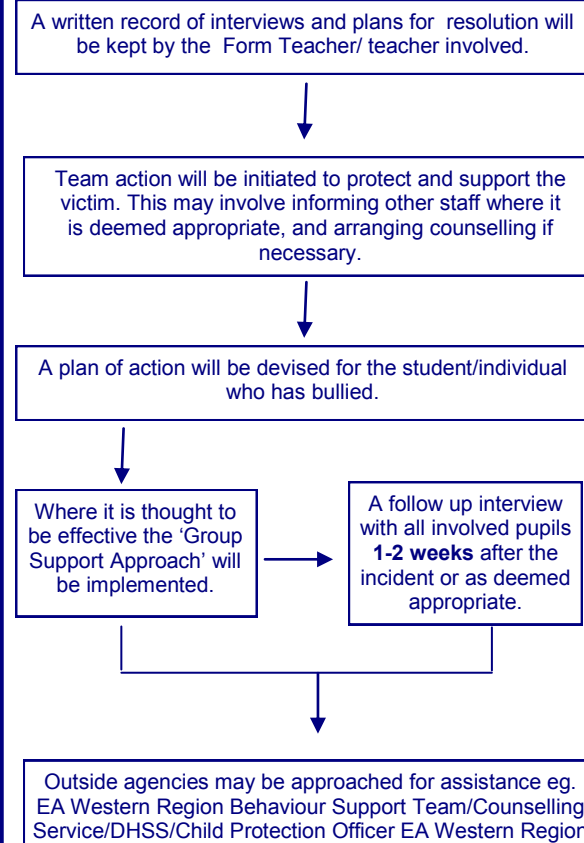 A written record of interviews and plans for resolution will
be kept by the Form Teacher/ teacher involved.
Team action will be initiated to protect and support the
victim. This may involve informing other staff where it
is deemed appropriate, and arranging counselling if
necessary.
A plan of action will be devised for the student/individual
who has bullied.
Where it is thought to
be effective the ‘Group
Support Approach’ will
be implemented.
A follow up interview
with all involved pupils
1-2 weeks after the
incident or as deemed
appropriate.
Outside agencies may be approached for assistance eg.
EA Western Region Behaviour Support Team/Counselling
Service/DHSS/Child Protection Officer EA Western Region